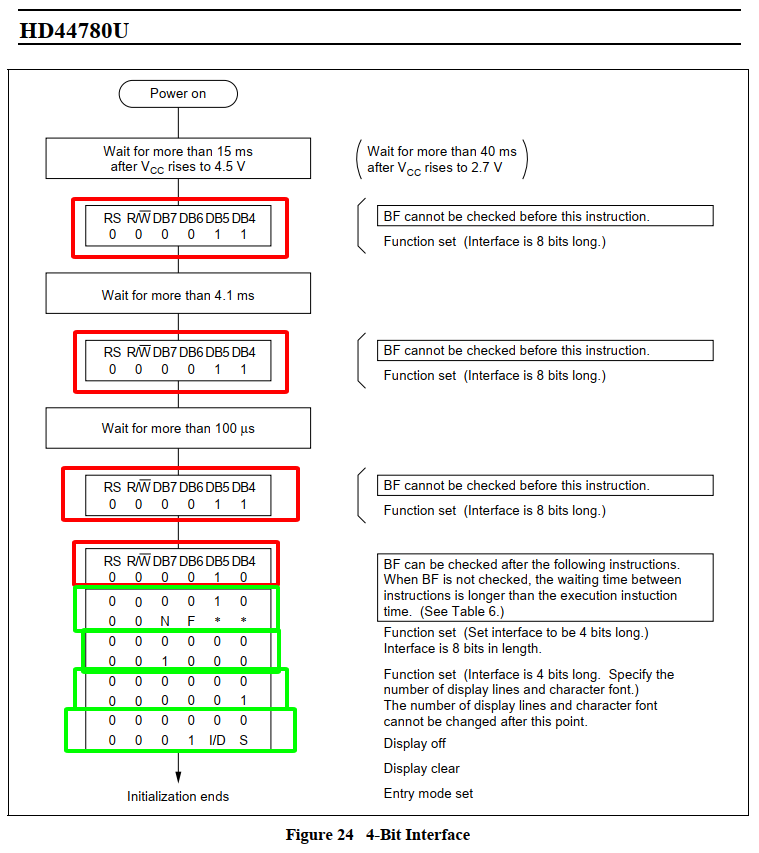 HD44780U
Power on
Wait for more than 15 ms
after VCC rises to 4.5 V
Wait for more than 40 ms
after VCC rises to 2.7 V
RS R/W DB7 DB6 DB5 DB4
0 0 0 0 1 1
BF cannot be checked before this instruction.
Function set (Interface is 8 bits long.)
Wait for more than 4.1 ms
RS R/W DB7 DB6 DB5 DB4
0 0 0 0 1 1
BF cannot be checked before this instruction.
Function set (Interface is 8 bits long.)
Wait for more than 100 µs
RS R/W DB7 DB6 DB5 DB4
0 0 0 0 1 1
BF cannot be checked before this instruction.
Function set (Interface is 8 bits long.)
RS R/W DB7 DB6 DB5 DB4
0 0 0 0 1 0
0 0 0 0 1 0
0 0 N F * *
0 0 0 0 0 0
0 0 1 0 0 0
0 0 0 0 0 0
0 0 0 0 0 1
0 0 0 0 0 0
0 0 0 1 I/D S
BF can be checked after the following instructions.
When BF is not checked, the waiting time between
instructions is longer than the execution instuction
time. (See Table 6.)
Function set (Set interface to be 4 bits long.)
Interface is 8 bits in length.
Function set (Interface is 4 bits long. Specify the
number of display lines and character font.)
The number of display lines and character font
cannot be changed after this point.
Display off
Display clear
Entry mode set
Initialization ends
Figure 24 4-Bit Interface